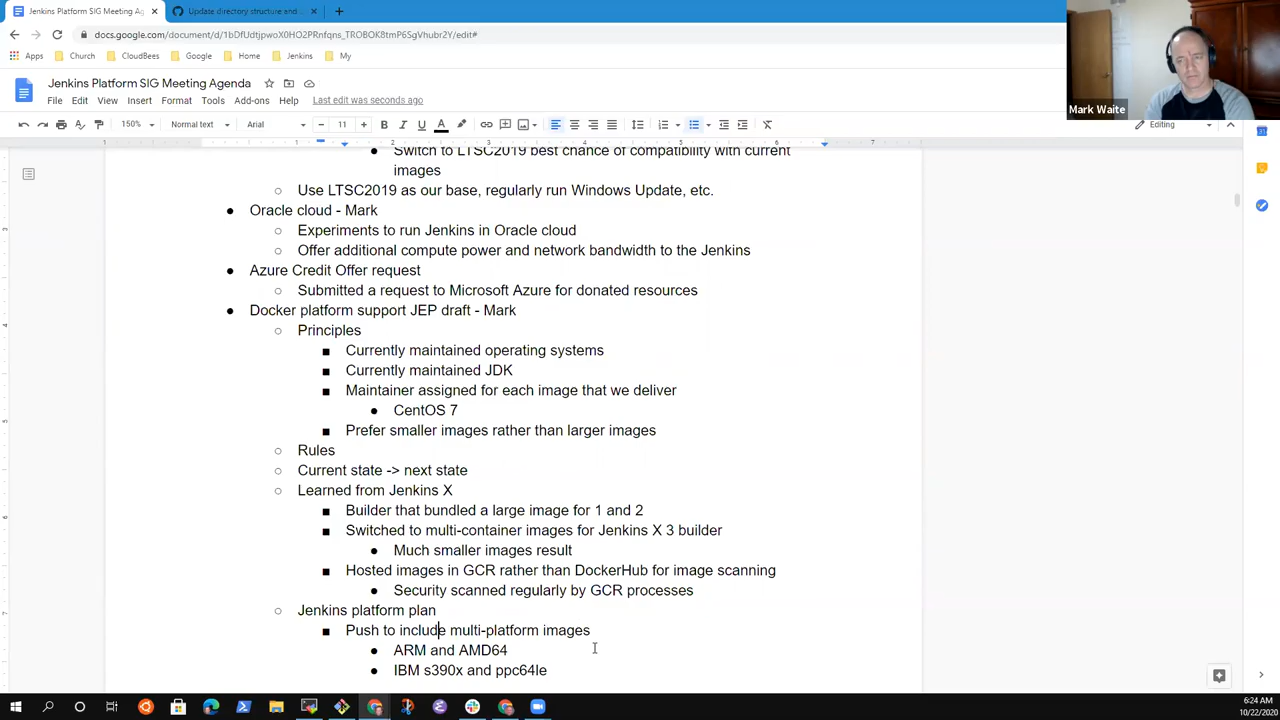 Jenkins Platform SIG Meeting Ag
Update directory structure and
docs.google.com/document/d/1bDfUdtjpwoX0HO2PRnfqns_TROBOK8tmP6SgVhubr2Y/edit#
Apps
Church
CloudBees
Google
Home
Jenkins
My
Mark Waite
Jenkins Platform SIG Meeting Agenda
File Edit View Insert Format Tools Add-ons Help Last edit was seconds ago
150% Normal text Arial 11 Editing
1 1 2 3 4 5 6 7
Switch to LTSC2019 best chance of compatibility with current
images
Use LTSC2019 as our base, regularly run Windows Update, etc.
Oracle cloud - Mark
Experiments to run Jenkins in Oracle cloud
Offer additional compute power and network bandwidth to the Jenkins
Azure Credit Offer request
Submitted a request to Microsoft Azure for donated resources
Docker platform support JEP draft - Mark
Principles
Currently maintained operating systems
Currently maintained JDK
Maintainer assigned for each image that we deliver
CentOS 7
Prefer smaller images rather than larger images
Rules
Current state -> next state
Learned from Jenkins X
Builder that bundled a large image for 1 and 2
Switched to multi-container images for Jenkins X 3 builder
Much smaller images result
Hosted images in GCR rather than DockerHub for image scanning
Security scanned regularly by GCR processes
Jenkins platform plan
Push to include multi-platform images
ARM and AMD64
IBM s390x and ppc64le
6:24 AM
10/22/2020